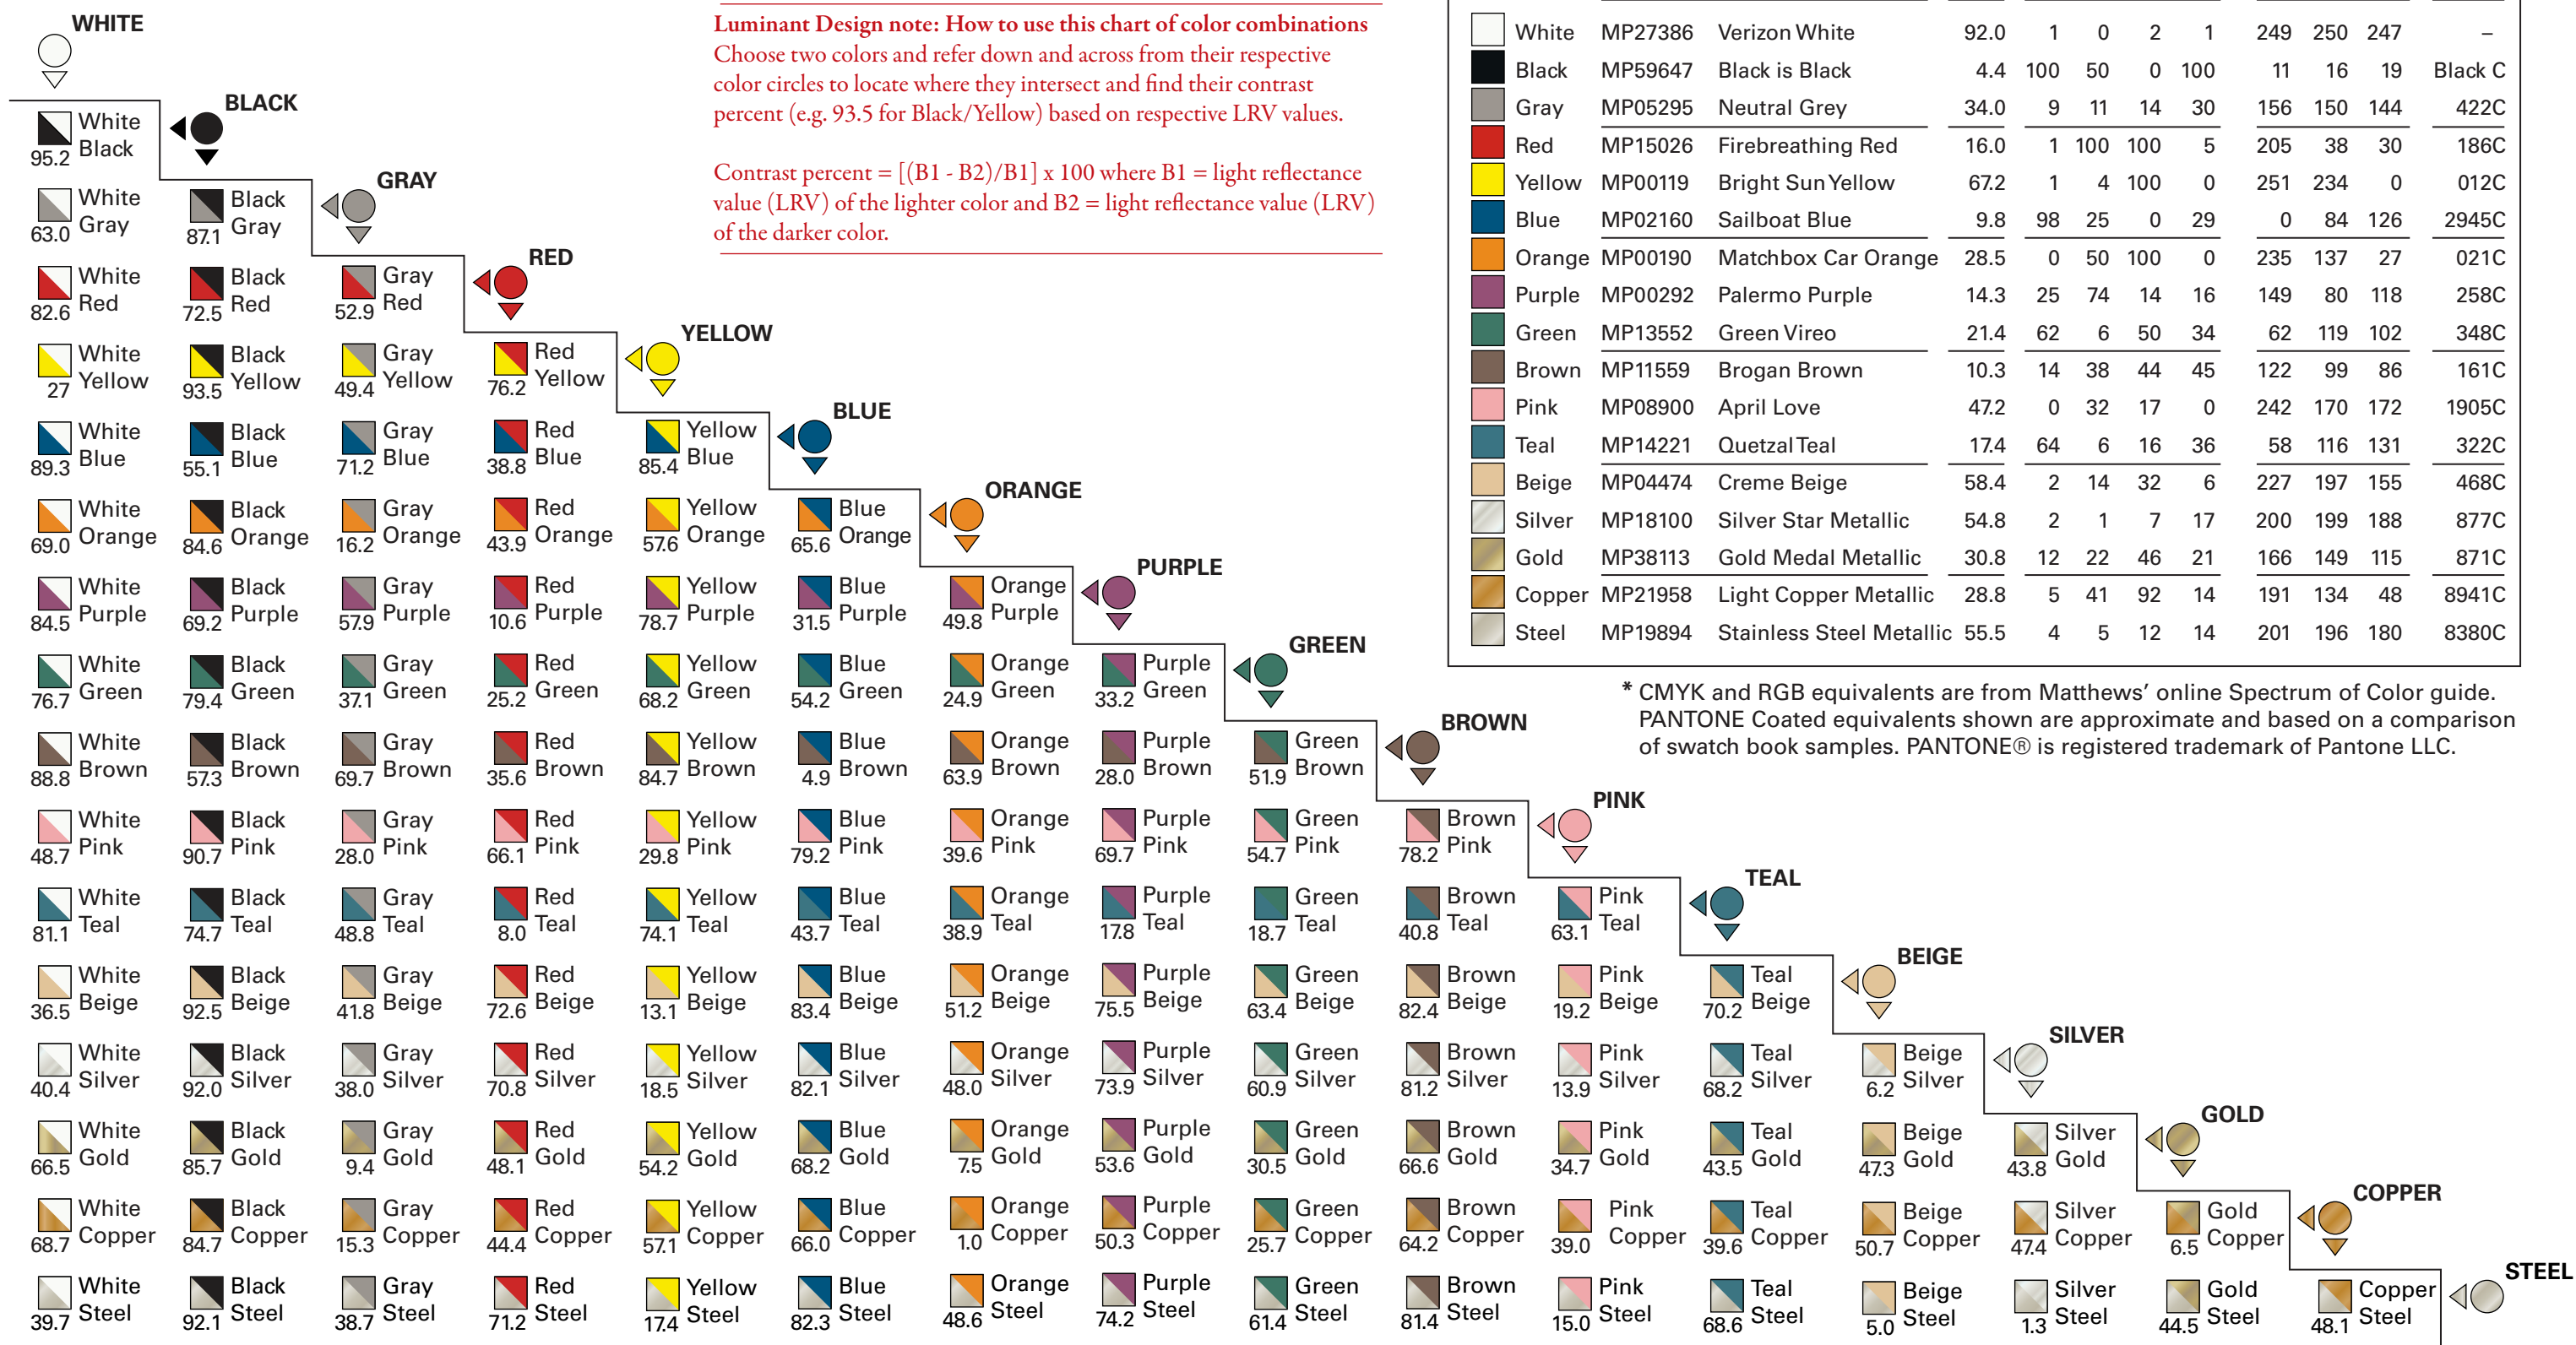 WHITE
BLACK
GRAY
RED
YELLOW
BLUE
ORANGE
PURPLE
GREEN
BROWN
PINK
TEAL
BEIGE
SILVER
GOLD
COPPER
STEEL
Luminant Design note: How to use this chart of color combinations
Choose two colors and refer down and across from their respective
color circles to locate where they intersect and find their contrast
percent (e.g. 93.5 for Black/Yellow) based on respective LRV values.
Contrast percent = [(B1 - B2)/B1] x 100 where B1 = light reflectance
value (LRV) of the lighter color and B2 = light reflectance value (LRV)
of the darker color.
White MP27386 Verizon White 92.0 1 0 2 1 249 250 247 –
Black MP59647 Black is Black 4.4 100 50 0 100 11 16 19 Black C
Gray MP05295 Neutral Grey 34.0 9 11 14 30 156 150 144 422C
Red MP15026 Firebreathing Red 16.0 1 100 100 5 205 38 30 186C
Yellow MP00119 Bright Sun Yellow 67.2 1 4 100 0 251 234 0 012C
Blue MP02160 Sailboat Blue 9.8 98 25 0 29 0 84 126 2945C
Orange MP00190 Matchbox Car Orange 28.5 0 50 100 0 235 137 27 021C
Purple MP00292 Palermo Purple 14.3 25 74 14 16 149 80 118 258C
Green MP13552 Green Vireo 21.4 62 6 50 34 62 119 102 348C
Brown MP11559 Brogan Brown 10.3 14 38 44 45 122 99 86 161C
Pink MP08900 April Love 47.2 0 32 17 0 242 170 172 1905C
Teal MP14221 Quetzal Teal 17.4 64 6 16 36 58 116 131 322C
Beige MP04474 Creme Beige 58.4 2 14 32 6 227 197 155 468C
Silver MP18100 Silver Star Metallic 54.8 2 1 7 17 200 199 188 877C
Gold MP38113 Gold Medal Metallic 30.8 12 22 46 21 166 149 115 871C
Copper MP21958 Light Copper Metallic 28.8 5 41 92 14 191 134 48 8941C
Steel MP19894 Stainless Steel Metallic 55.5 4 5 12 14 201 196 180 8380C
* CMYK and RGB equivalents are from Matthews’ online Spectrum of Color guide.
PANTONE Coated equivalents shown are approximate and based on a comparison
of swatch book samples. PANTONE® is registered trademark of Pantone LLC.
White Black 95.2
White Gray 63.0 Black Gray 87.1
White Red 82.6 Black Red 72.5 Gray Red 52.9
White Yellow 27 Black Yellow 93.5 Gray Yellow 49.4 Red Yellow 76.2
White Blue 89.3 Black Blue 55.1 Gray Blue 71.2 Red Blue 38.8 Yellow Blue 85.4
White Orange 69.0 Black Orange 84.6 Gray Orange 16.2 Red Orange 43.9 Yellow Orange 57.6 Blue Orange 65.6
White Purple 84.5 Black Purple 69.2 Gray Purple 57.9 Red Purple 10.6 Yellow Purple 78.7 Blue Purple 31.5 Orange Purple 49.8
White Green 76.7 Black Green 79.4 Gray Green 37.1 Red Green 25.2 Yellow Green 68.2 Blue Green 54.2 Orange Green 24.9 Purple Green 33.2
White Brown 88.8 Black Brown 57.3 Gray Brown 69.7 Red Brown 35.6 Yellow Brown 84.7 Blue Brown 4.9 Orange Brown 63.9 Purple Brown 28.0 Green Brown 51.9
White Pink 48.7 Black Pink 90.7 Gray Pink 28.0 Red Pink 66.1 Yellow Pink 29.8 Blue Pink 79.2 Orange Pink 39.6 Purple Pink 69.7 Green Pink 54.7 Brown Pink 78.2
White Teal 81.1 Black Teal 74.7 Gray Teal 48.8 Red Teal 8.0 Yellow Teal 74.1 Blue Teal 43.7 Orange Teal 38.9 Purple Teal 17.8 Green Teal 18.7 Brown Teal 40.8 Pink Teal 63.1
White Beige 36.5 Black Beige 92.5 Gray Beige 41.8 Red Beige 72.6 Yellow Beige 13.1 Blue Beige 83.4 Orange Beige 51.2 Purple Beige 75.5 Green Beige 63.4 Brown Beige 82.4 Pink Beige 19.2 Teal Beige 70.2
White Silver 40.4 Black Silver 92.0 Gray Silver 38.0 Red Silver 70.8 Yellow Silver 18.5 Blue Silver 82.1 Orange Silver 48.0 Purple Silver 73.9 Green Silver 60.9 Brown Silver 81.2 Pink Silver 13.9 Teal Silver 68.2 Beige Silver 6.2
White Gold 66.5 Black Gold 85.7 Gray Gold 9.4 Red Gold 48.1 Yellow Gold 54.2 Blue Gold 68.2 Orange Gold 7.5 Purple Gold 53.6 Green Gold 30.5 Brown Gold 66.6 Pink Gold 34.7 Teal Gold 43.5 Beige Gold 47.3 Silver Gold 43.8
White Copper 68.7 Black Copper 84.7 Gray Copper 15.3 Red Copper 44.4 Yellow Copper 57.1 Blue Copper 66.0 Orange Copper 1.0 Purple Copper 50.3 Green Copper 25.7 Brown Copper 64.2 Pink Copper 39.0 Teal Copper 39.6 Beige Copper 50.7 Silver Copper 47.4 Gold Copper 6.5
White Steel 39.7 Black Steel 92.1 Gray Steel 38.7 Red Steel 71.2 Yellow Steel 17.4 Blue Steel 82.3 Orange Steel 48.6 Purple Steel 74.2 Green Steel 61.4 Brown Steel 81.4 Pink Steel 15.0 Teal Steel 68.6 Beige Steel 5.0 Silver Steel 1.3 Gold Steel 44.5 Copper Steel 48.1